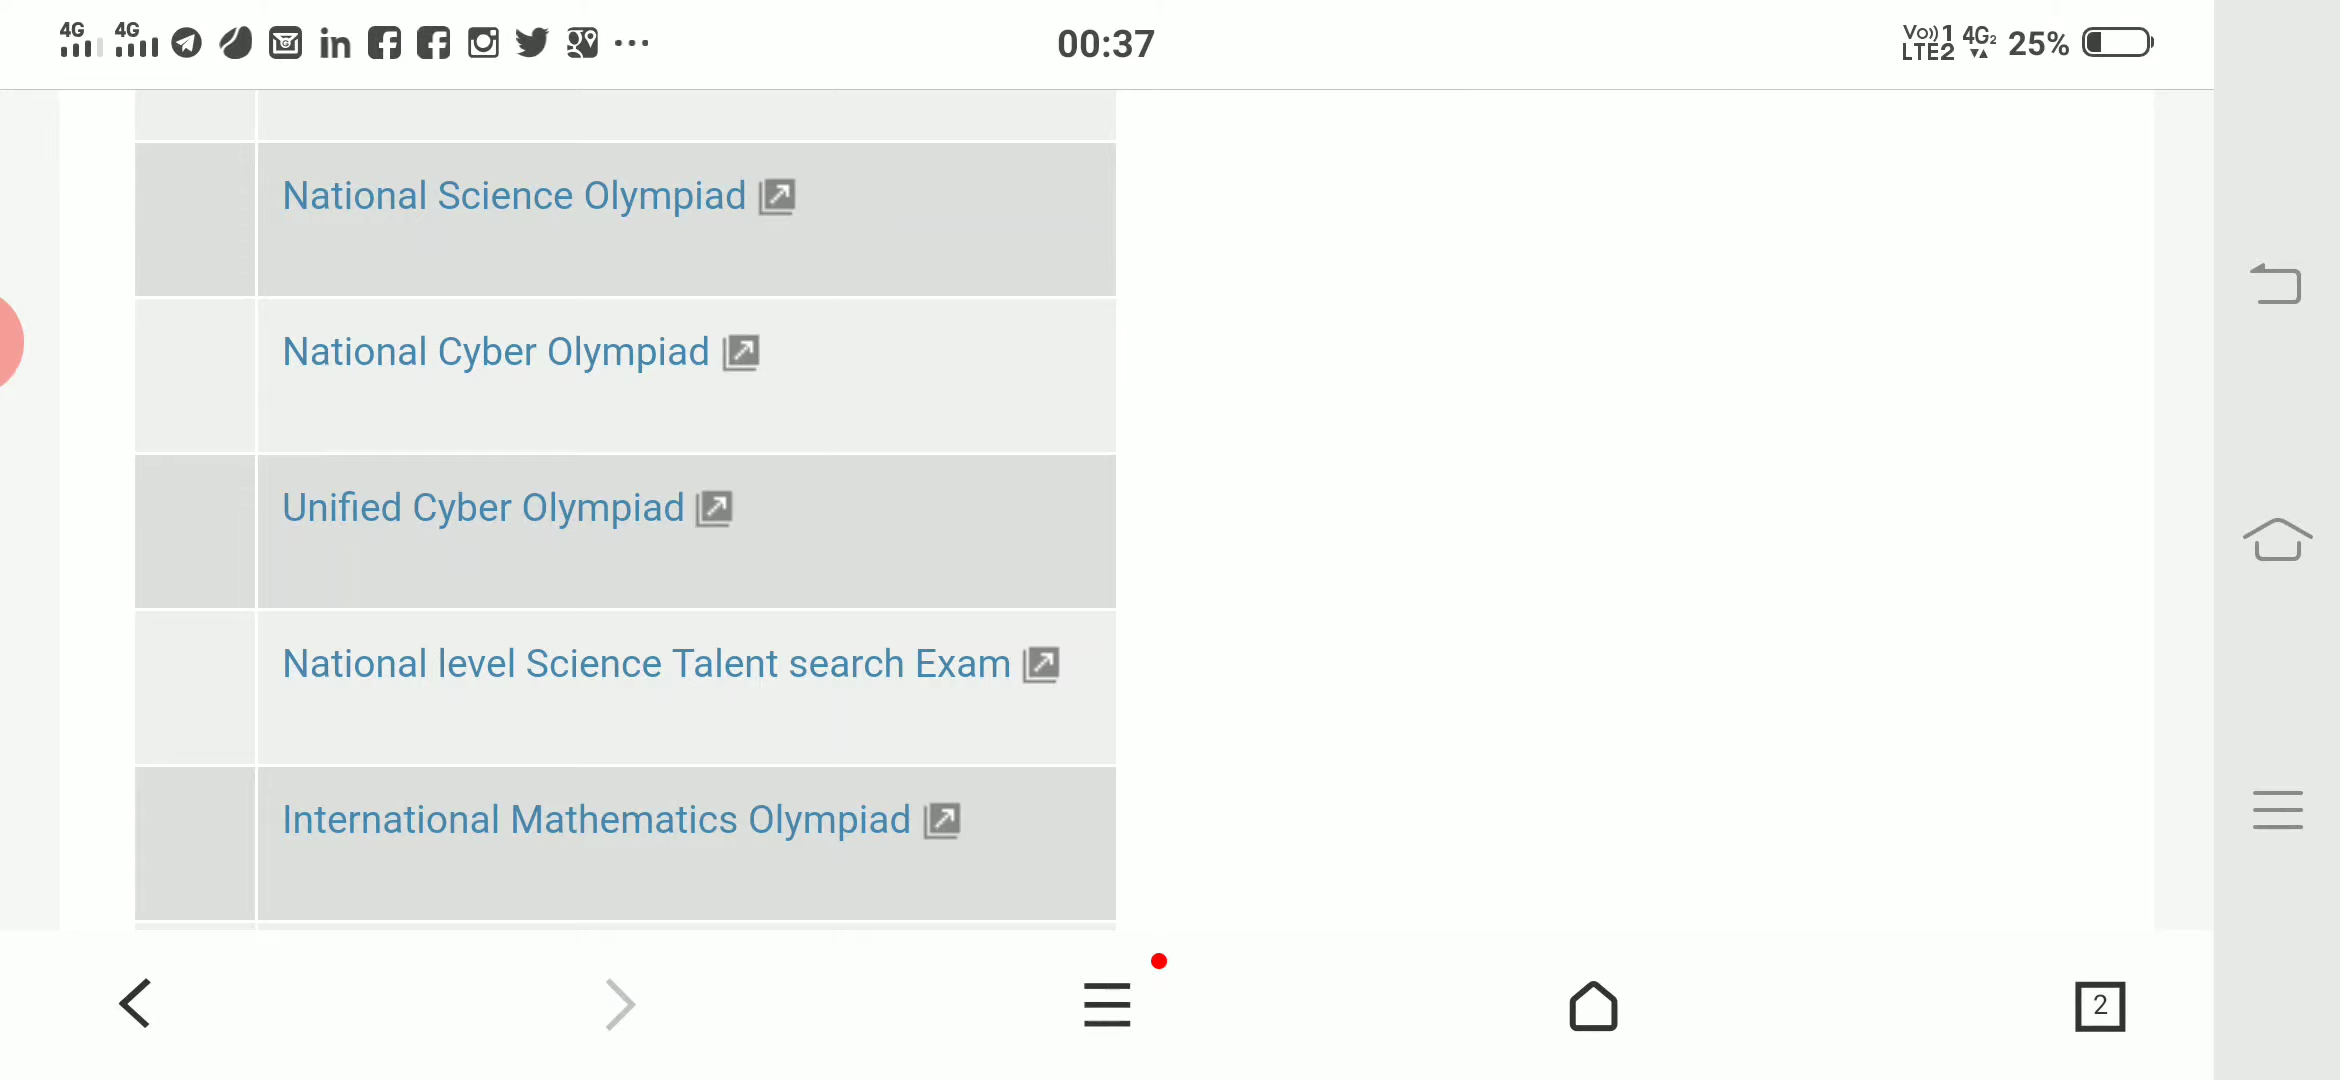 4G 4G 00:37 Vo))1 LTE2 4G2 25%
National Science Olympiad
National Cyber Olympiad
Unified Cyber Olympiad
National level Science Talent search Exam
International Mathematics Olympiad
2